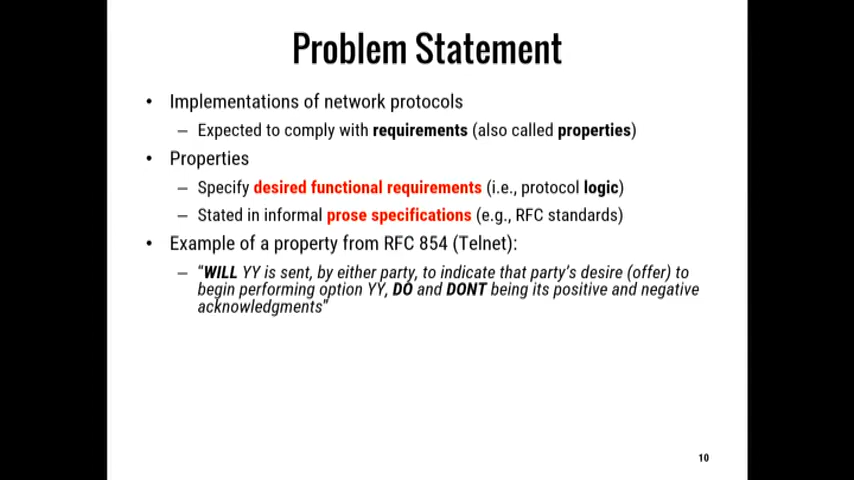 Problem Statement
• Implementations of network protocols
– Expected to comply with requirements (also called properties)
• Properties
– Specify desired functional requirements (i.e., protocol logic)
– Stated in informal prose specifications (e.g., RFC standards)
• Example of a property from RFC 854 (Telnet):
– "WILL YY is sent, by either party, to indicate that party's desire (offer) to
begin performing option YY, DO and DONT being its positive and negative
acknowledgments"
10